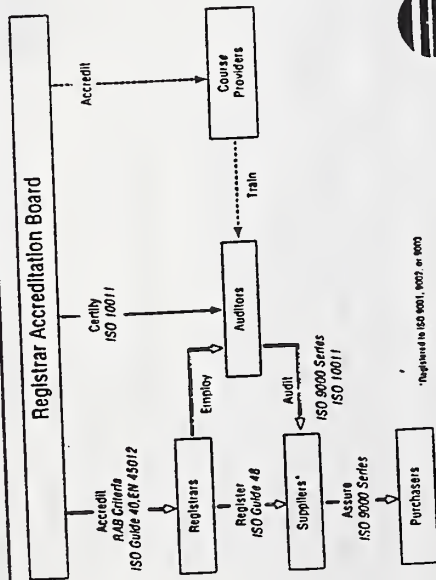 Registrar Accreditation Board
Accredit
RAB Criteria
ISO Guide 40, EN 45012
Certify
ISO 10011
Accredit
Registrars
Employ
Auditors
Train
Course
Providers
Register
ISO Guide 48
Audit
ISO 9000 Series
ISO 10011
Suppliers*
Assure
ISO 9000 Series
Purchasers
*Registered to ISO 9001, 9002, or 9003